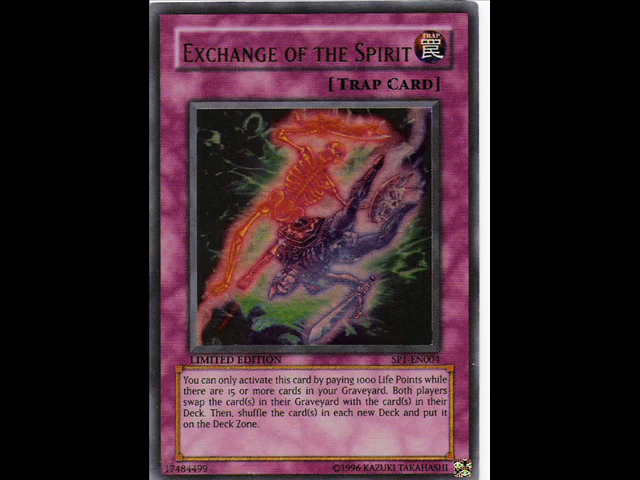 EXCHANGE OF THE SPIRIT
TRAP
罠
[TRAP CARD]
LIMITED EDITION SP1-EN004
You can only activate this card by paying 1000 Life Points while
there are 15 or more cards in your Graveyard. Both players
swap the card(s) in their Graveyard with the card(s) in their
Deck. Then, shuffle the card(s) in each new Deck and put it
on the Deck Zone.
17484499 ©1996 KAZUKI TAKAHASHI